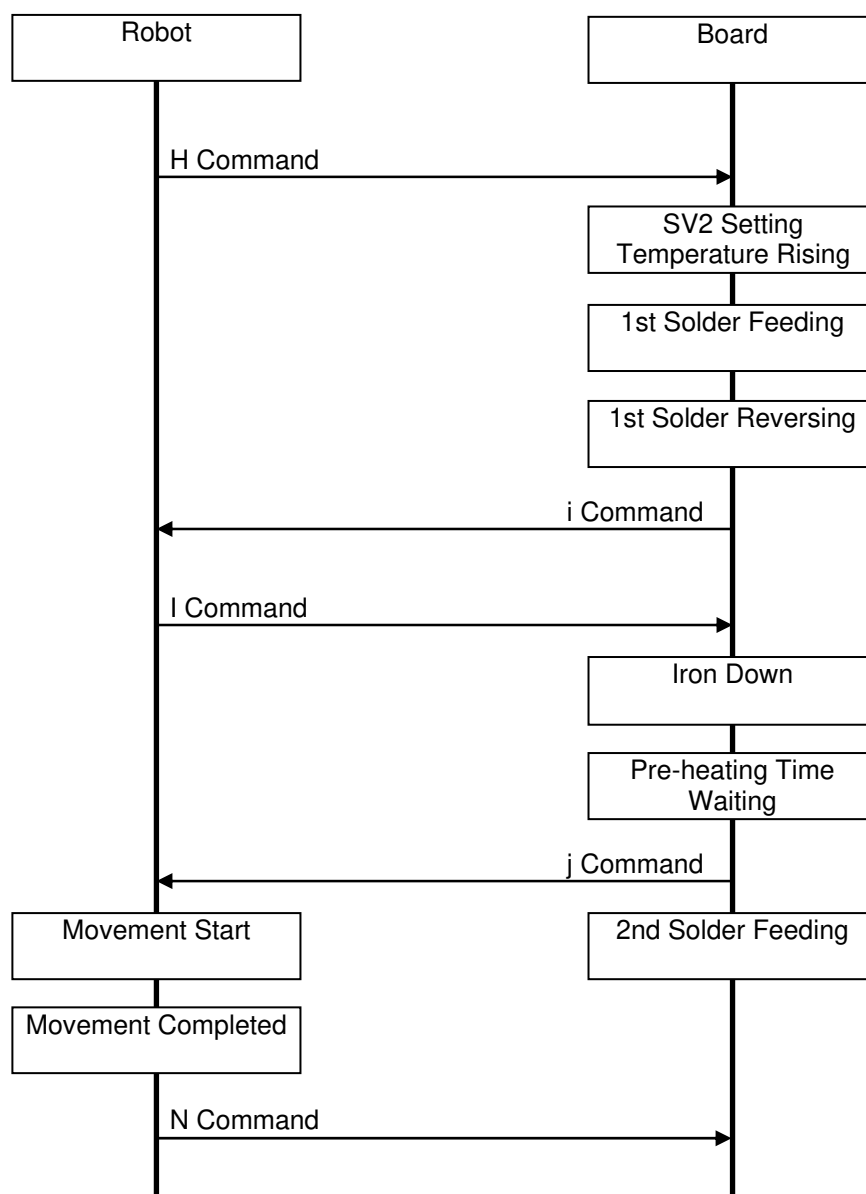 Robot
Board
H Command
SV2 Setting
Temperature Rising
1st Solder Feeding
1st Solder Reversing
i Command
I Command
Iron Down
Pre-heating Time
Waiting
j Command
Movement Start
2nd Solder Feeding
Movement Completed
N Command